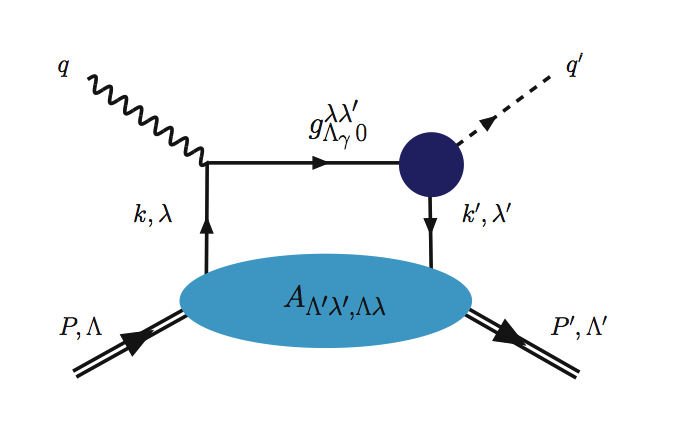 q q′
g^{λλ′}_{Λ_γ 0}
k, λ k′, λ′
A_{Λ′λ′,Λλ}
P, Λ P′, Λ′